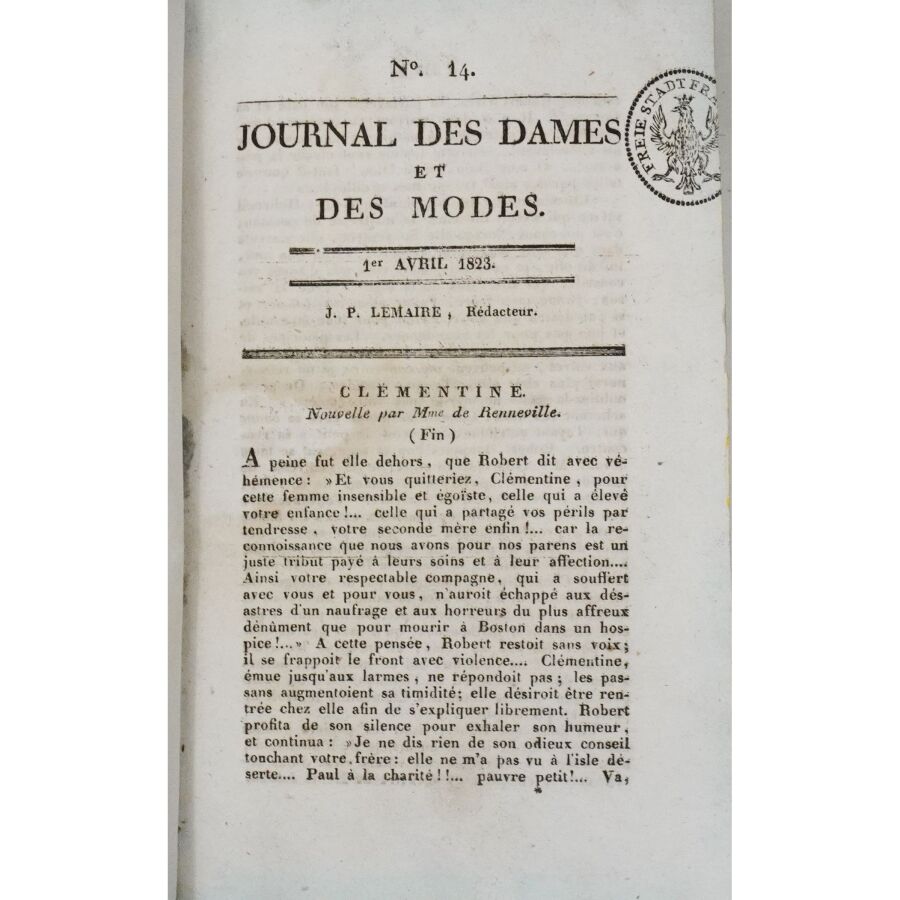 Nº. 14.
FREIE STADT FRA
JOURNAL DES DAMES
ET
DES MODES.
1er AVRIL 1823.
J. P. LEMAIRE, Rédacteur.
CLÉMENTINE.
Nouvelle par Mme de Renneville.
( Fin )
A peine fut elle dehors, que Robert dit avec vé-
hémence : »Et vous quitteriez, Clémentine, pour
cette femme insensible et égoïste, celle qui a élevé
votre enfance !... celle qui a partagé vos périls par
tendresse, votre seconde mère enfin !... car la re-
connoissance que nous avons pour nos parens est un
juste tribut payé à leurs soins et à leur affection....
Ainsi votre respectable compagne, qui a souffert
avec vous et pour vous, n'auroit échappé aux dés-
astres d'un naufrage et aux horreurs du plus affreux
dénûment que pour mourir à Boston dans un hos-
pice !...» A cette pensée, Robert restoit sans voix;
il se frappoit le front avec violence.... Clémentine,
émue jusqu'aux larmes, ne répondoit pas; les pas-
sans augmentoient sa timidité; elle désiroit être ren-
trée chez elle afin de s'expliquer librement. Robert
profita de son silence pour exhaler son humeur,
et continua : »Je ne dis rien de son odieux conseil
touchant votre frère: elle ne m'a pas vu à l'isle dé-
serte.... Paul à la charité !!... pauvre petit!... Va,
*